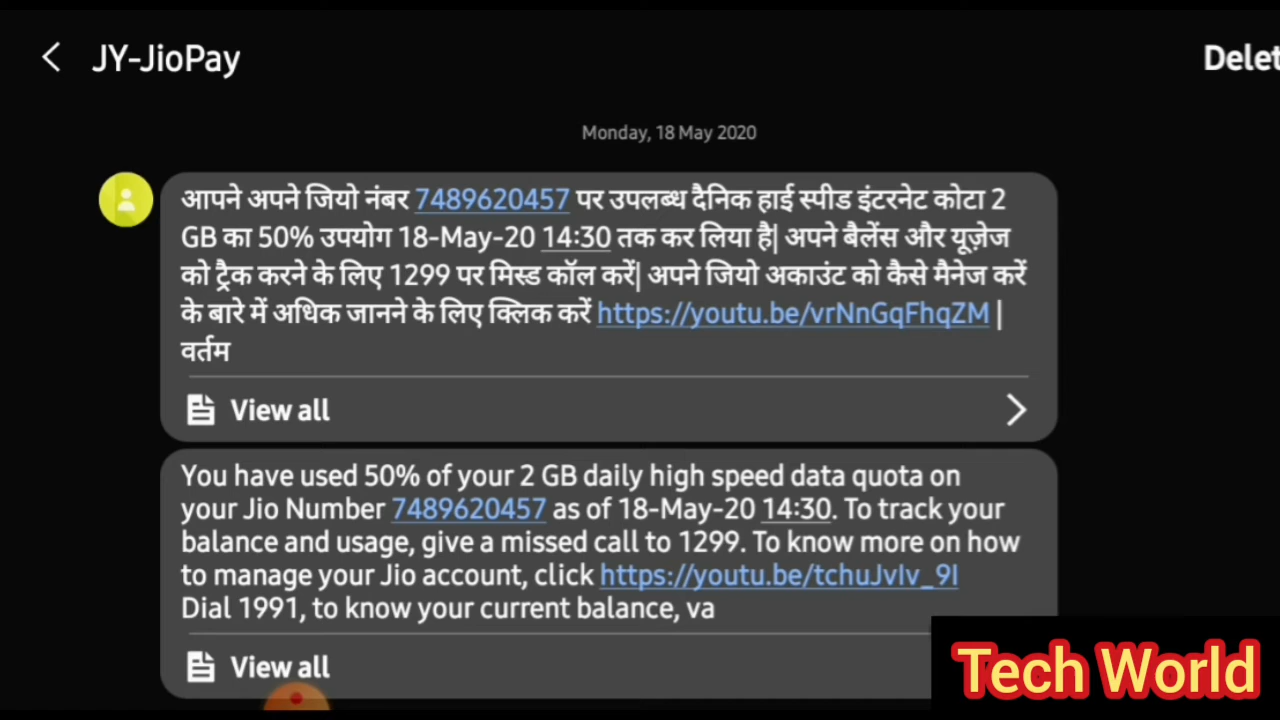 JY-JioPay
Delet
Monday, 18 May 2020
आपने अपने जियो नंबर 7489620457 पर उपलब्ध दैनिक हाई स्पीड इंटरनेट कोटा 2
GB का 50% उपयोग 18-May-20 14:30 तक कर लिया है| अपने बैलेंस और यूज़ेज
को ट्रैक करने के लिए 1299 पर मिस्ड कॉल करें| अपने जियो अकाउंट को कैसे मैनेज करें
के बारे में अधिक जानने के लिए क्लिक करें https://youtu.be/vrNnGqFhqZM |
वर्तम
View all
You have used 50% of your 2 GB daily high speed data quota on
your Jio Number 7489620457 as of 18-May-20 14:30. To track your
balance and usage, give a missed call to 1299. To know more on how
to manage your Jio account, click https://youtu.be/tchuJvIv_9I
Dial 1991, to know your current balance, va
View all
Tech World